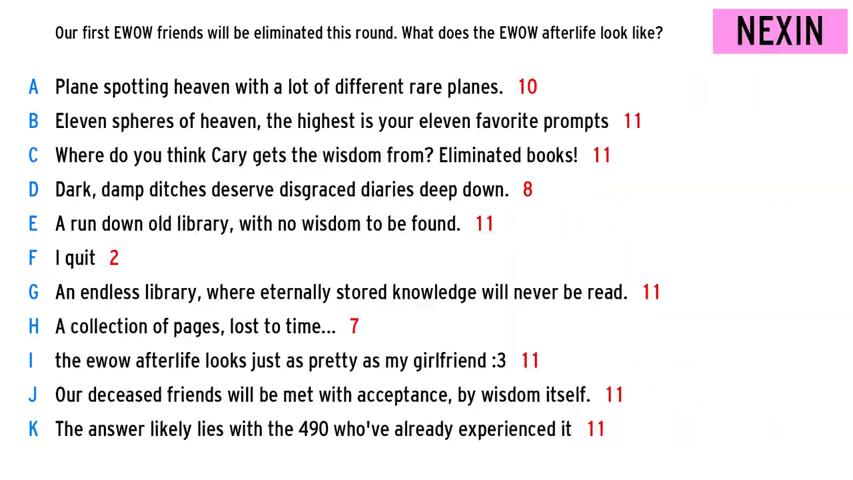 Our first EWOW friends will be eliminated this round. What does the EWOW afterlife look like?
NEXIN
A Plane spotting heaven with a lot of different rare planes. 10
B Eleven spheres of heaven, the highest is your eleven favorite prompts 11
C Where do you think Cary gets the wisdom from? Eliminated books! 11
D Dark, damp ditches deserve disgraced diaries deep down. 8
E A run down old library, with no wisdom to be found. 11
F I quit 2
G An endless library, where eternally stored knowledge will never be read. 11
H A collection of pages, lost to time... 7
I the ewow afterlife looks just as pretty as my girlfriend :3 11
J Our deceased friends will be met with acceptance, by wisdom itself. 11
K The answer likely lies with the 490 who've already experienced it 11